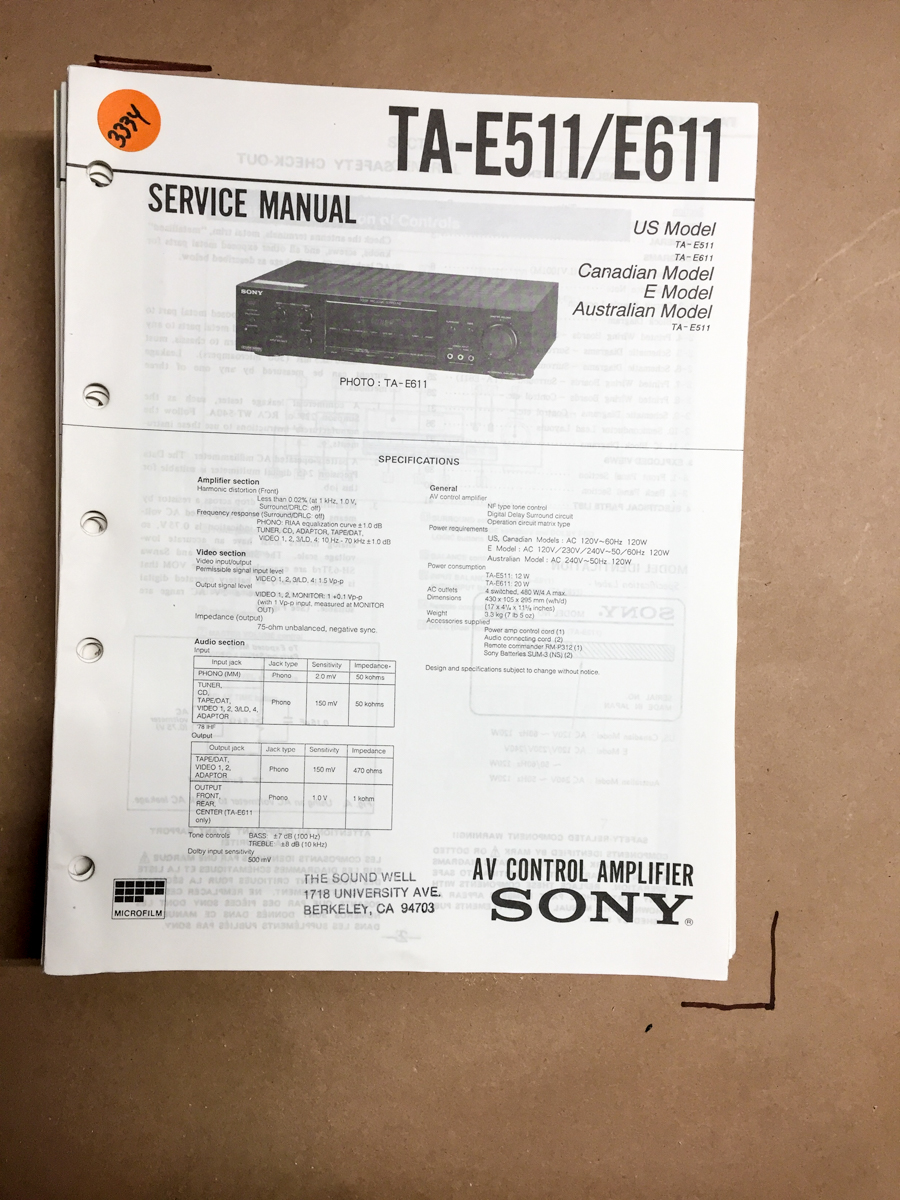 3334
TA-E511/E611
SERVICE MANUAL
US Model
TA-E511
TA-E611
Canadian Model
E Model
Australian Model
TA-E511
SONY
PHOTO : TA-E611
SPECIFICATIONS
Amplifier section
Harmonic distortion (Front)
Less than 0.02% (at 1 kHz, 1.0 V,
Surround/DRLC: off)
Frequency response (Surround/DRLC: off)
PHONO: RIAA equalization curve ±1.0 dB
TUNER, CD, ADAPTOR, TAPE/DAT,
VIDEO 1, 2, 3/LD, 4: 10 Hz - 70 kHz ±1.0 dB
Video section
Video input/output
Permissible signal input level
VIDEO 1, 2, 3/LD, 4: 1.5 Vp-p
Output signal level
VIDEO 1, 2, MONITOR: 1 ±0.1 Vp-p
(with 1 Vp-p input, measured at MONITOR
OUT)
Impedance (output)
75-ohm unbalanced, negative sync.
Audio section
Input
Input jack Jack type Sensitivity Impedance
PHONO (MM) Phono 2.0 mV 50 kohms
TUNER,
CD,
TAPE/DAT,
VIDEO 1, 2, 3/LD, 4,
ADAPTOR
Phono 150 mV 50 kohms
78 IHF
Output
Output jack Jack type Sensitivity Impedance
TAPE/DAT,
VIDEO 1, 2,
ADAPTOR
Phono 150 mV 470 ohms
OUTPUT
FRONT,
REAR,
CENTER (TA-E611
only)
Phono 1.0 V 1 kohm
Tone controls BASS: ±7 dB (100 Hz)
TREBLE: ±8 dB (10 kHz)
Dolby input sensitivity
500 mV
General
AV control amplifier
NF type tone control
Digital Delay Surround circuit
Operation circuit matrix type
Power requirements
US, Canadian Models : AC 120V~60Hz 120W
E Model : AC 120V/230V/240V~50/60Hz 120W
Australian Model : AC 240V~50Hz 120W
Power consumption
TA-E511: 12 W
TA-E611: 20 W
AC outlets 4 switched, 480 W/4 A max.
Dimensions 430 x 105 x 295 mm (w/h/d)
Weight 3.3 kg (7 lb 5 oz)
Accessories supplied
Power amp control cord (1)
Audio connecting cord (2)
Remote commander RM-P312 (1)
Sony Batteries SUM-3 (NS) (2)
Design and specifications subject to change without notice.
MICROFILM
THE SOUND WELL
1718 UNIVERSITY AVE.
BERKELEY, CA 94703
AV CONTROL AMPLIFIER
SONY®